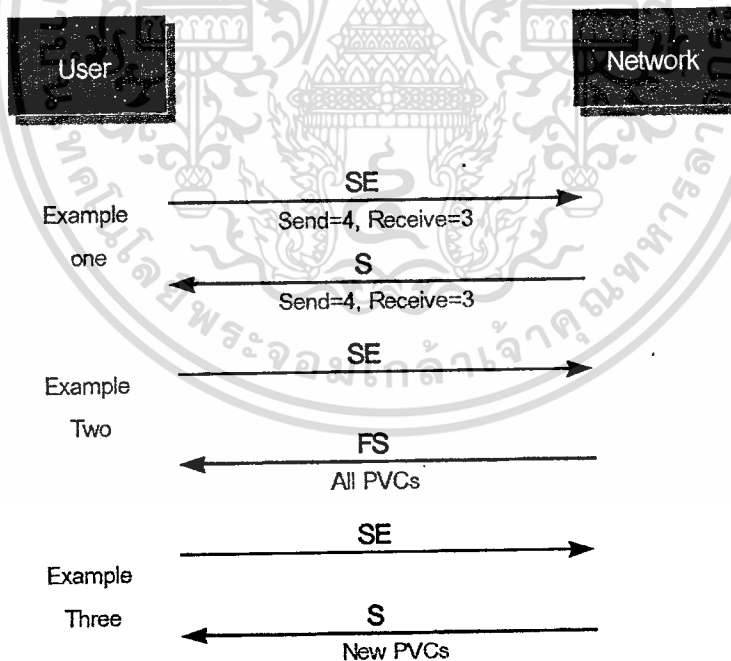 User
Network
Example
one
SE
Send=4, Receive=3
S
Send=4, Receive=3
Example
Two
SE
FS
All PVCs
Example
Three
SE
S
New PVCs